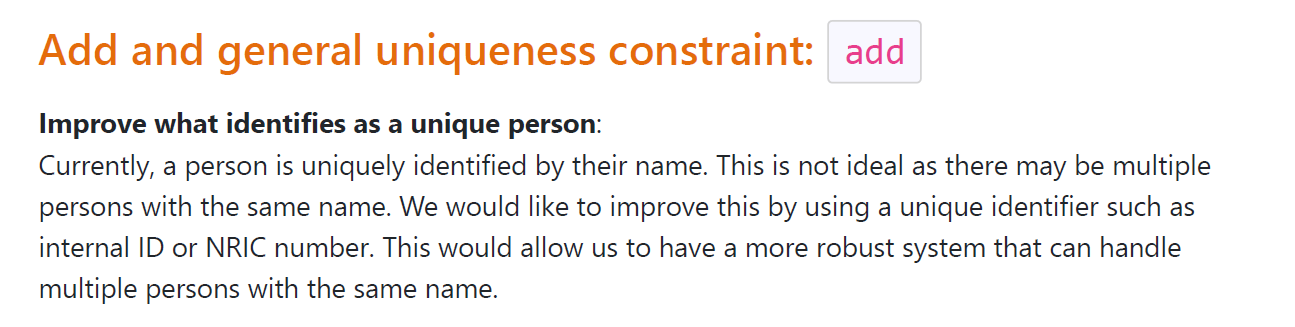 Add and general uniqueness constraint: add
Improve what identifies as a unique person:
Currently, a person is uniquely identified by their name. This is not ideal as there may be multiple
persons with the same name. We would like to improve this by using a unique identifier such as
internal ID or NRIC number. This would allow us to have a more robust system that can handle
multiple persons with the same name.